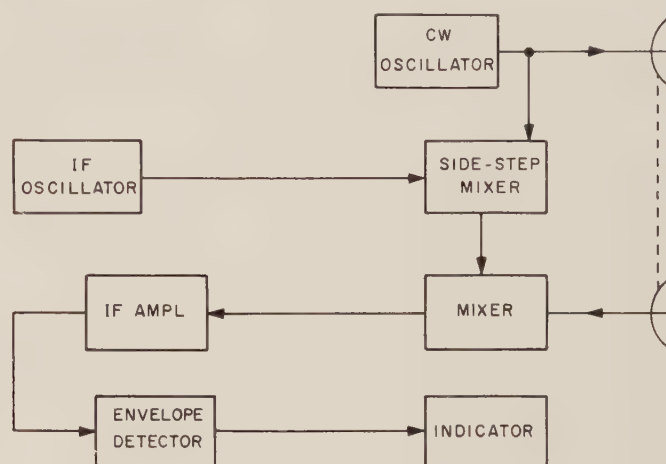 CW
OSCILLATOR
IF
OSCILLATOR
SIDE-STEP
MIXER
IF AMPL
MIXER
ENVELOPE
DETECTOR
INDICATOR